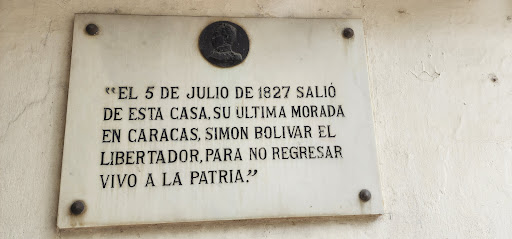 "EL 5 DE JULIO DE 1827 SALIÓ
DE ESTA CASA, SU ULTIMA MORADA
EN CARACAS, SIMON BOLIVAR EL
LIBERTADOR, PARA NO REGRESAR
VIVO A LA PATRIA."